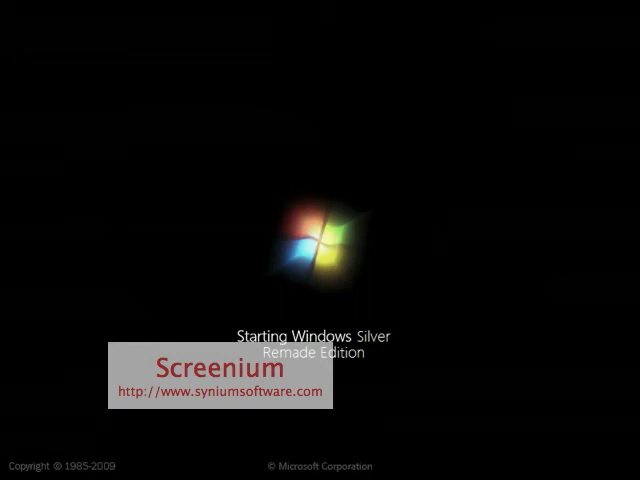 Starting Windows Silver
Remade Edition
Screenium
http://www.syniumsoftware.com
Copyright © 1985-2009
© Microsoft Corporation